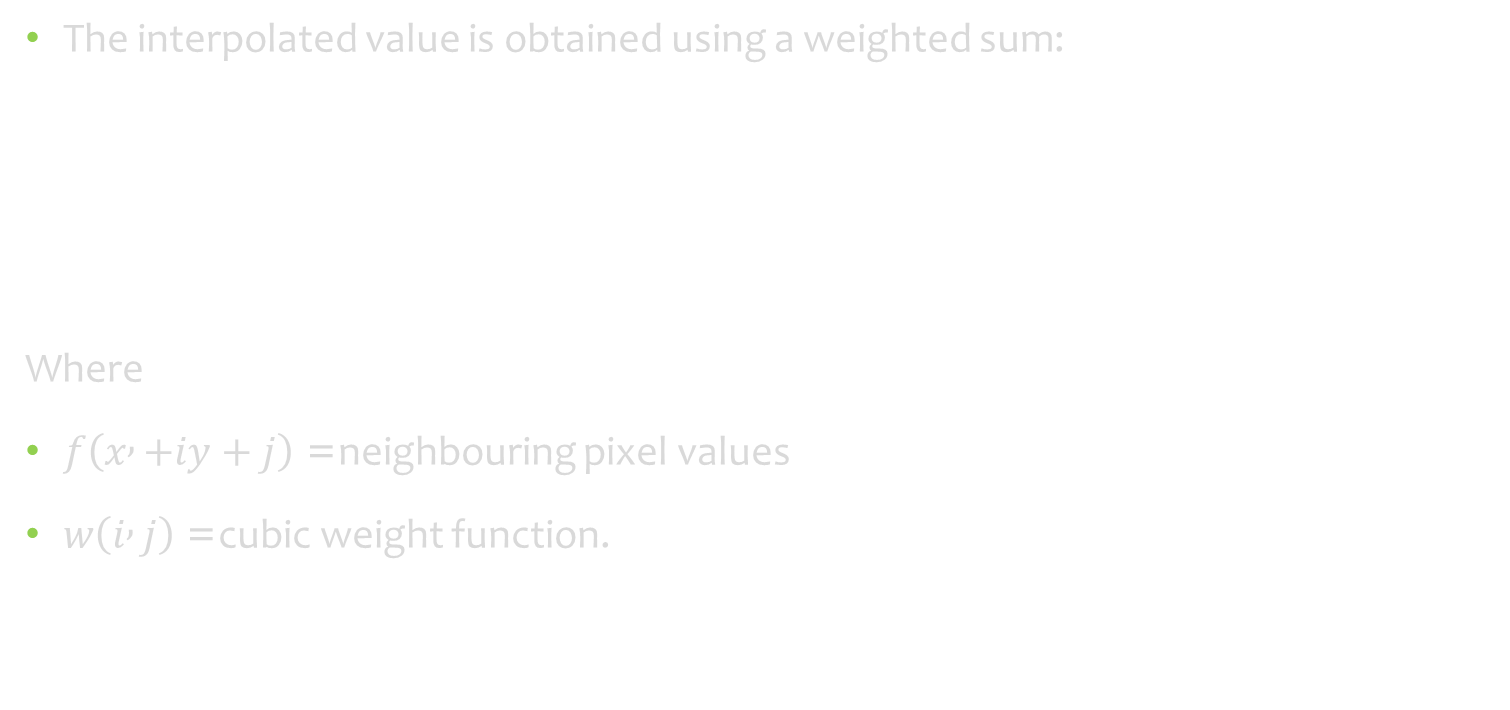 • The interpolated value is obtained using a weighted sum:
Where
• f(x, +iy + j) =neighbouring pixel values
• w(i, j) =cubic weight function.